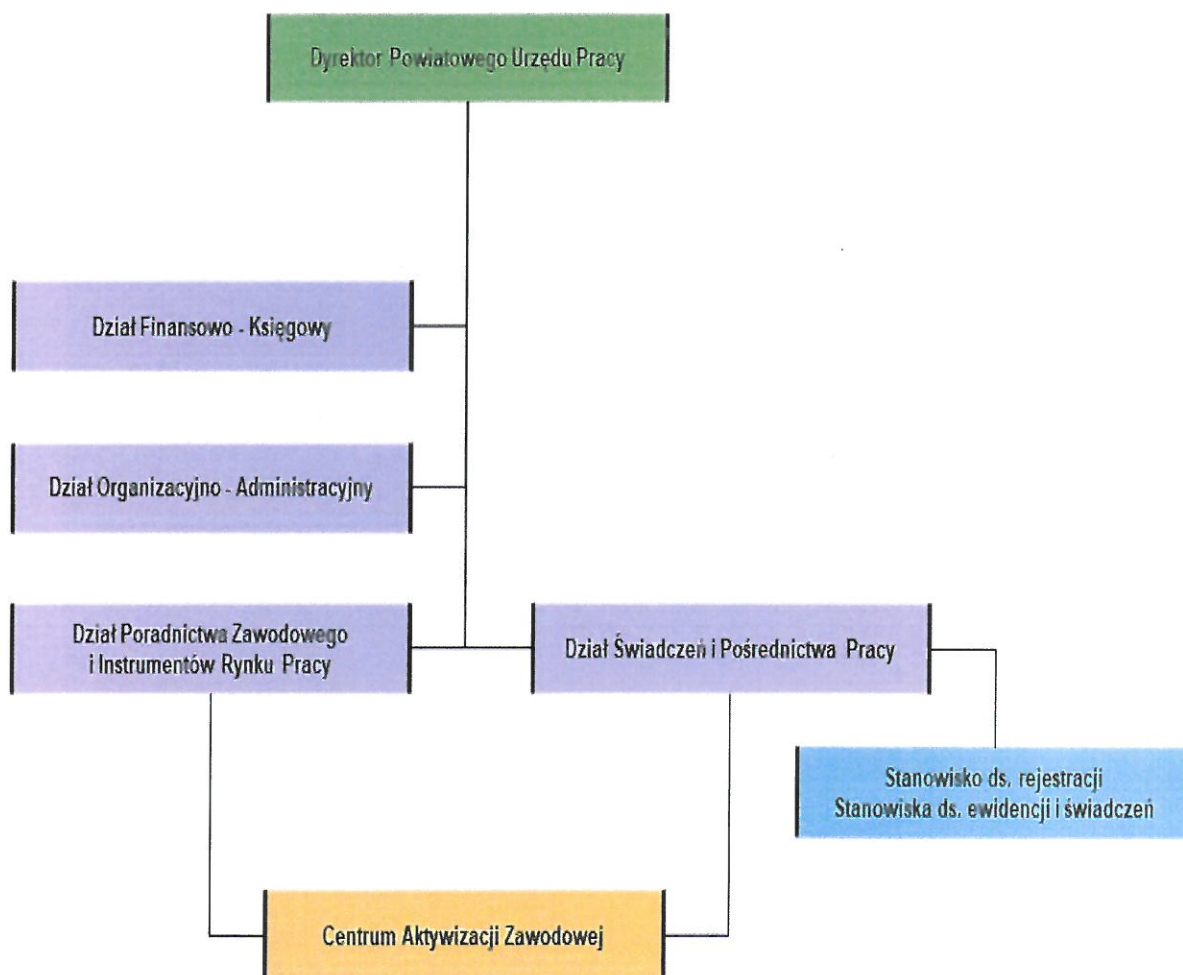 Dyrektor Powiatowego Urzędu Pracy
Dział Finansowo - Księgowy
Dział Organizacyjno - Administracyjny
Dział Poradnictwa Zawodowego
i Instrumentów Rynku Pracy
Dział Świadczeń i Pośrednictwa Pracy
Stanowisko ds. rejestracji
Stanowiska ds. ewidencji i świadczeń
Centrum Aktywizacji Zawodowej